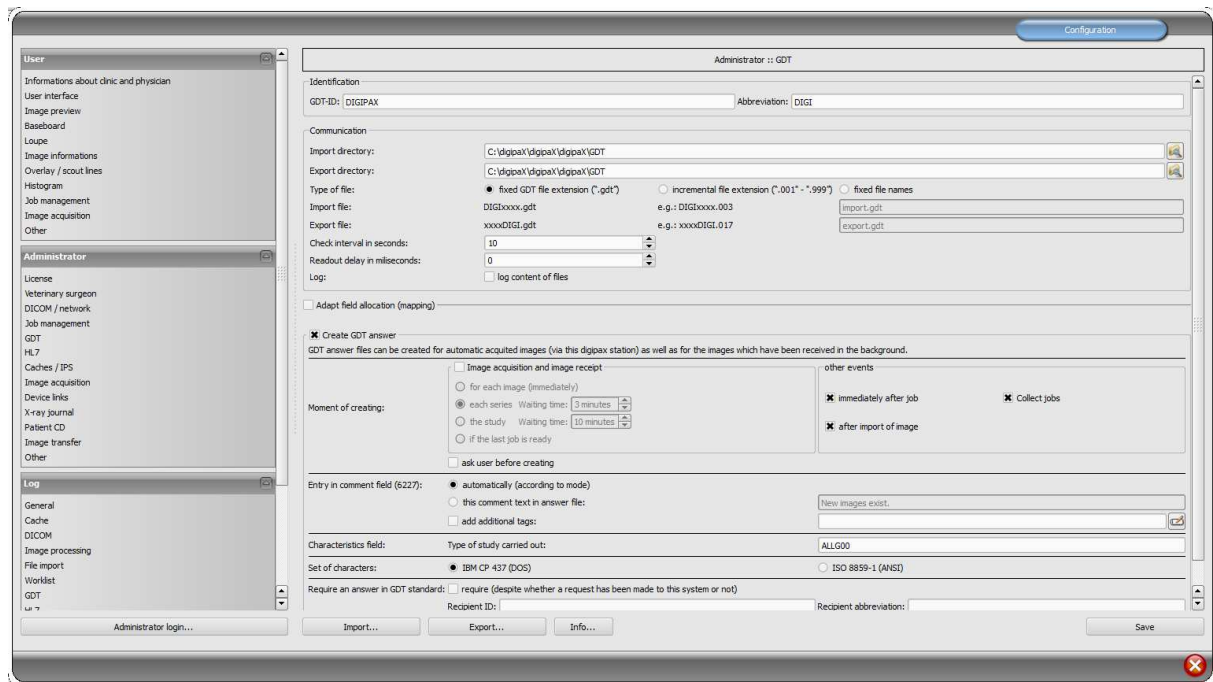 Configuration
User
Informations about clinic and physician
User interface
Image preview
Baseboard
Loupe
Image informations
Overlay / scout lines
Histogram
Job management
Image acquisition
Other
Administrator
License
Veterinary surgeon
DICOM / network
Job management
GDT
HL7
Caches / IPS
Image acquisition
Device links
X-ray journal
Patient CD
Image transfer
Other
Log
General
Cache
DICOM
Image processing
File import
Worklist
GDT
HL7
Administrator login...
Administrator :: GDT
Identification
GDT-ID: DIGIPAX Abbreviation: DIGI
Communication
Import directory: C:\digipaX\digipaX\digipaX\GDT
Export directory: C:\digipaX\digipaX\digipaX\GDT
Type of file: fixed GDT file extension (".gdt") incremental file extension (".001" - ".999") fixed file names
Import file: DIGIxxxx.gdt e.g.: DIGIxxxx.003 import.gdt
Export file: xxxxDIGI.gdt e.g.: xxxxDIGI.017 export.gdt
Check interval in seconds: 10
Readout delay in miliseconds: 0
Log: log content of files
Adapt field allocation (mapping)
Create GDT answer
GDT answer files can be created for automatic acquited images (via this digipax station) as well as for the images which have been received in the background.
Image acquisition and image receipt other events
for each image (immediately)
Moment of creating: each series Waiting time: 3 minutes immediately after job Collect jobs
the study Waiting time: 10 minutes after import of image
if the last job is ready
ask user before creating
Entry in comment field (6227): automatically (according to mode)
this comment text in answer file: New images exist.
add additional tags:
Characteristics field: Type of study carried out: ALLG00
Set of characters: IBM CP 437 (DOS) ISO 8859-1 (ANSI)
Require an answer in GDT standard: require (despite whether a request has been made to this system or not)
Recipient ID: Recipient abbreviation:
Import... Export... Info... Save